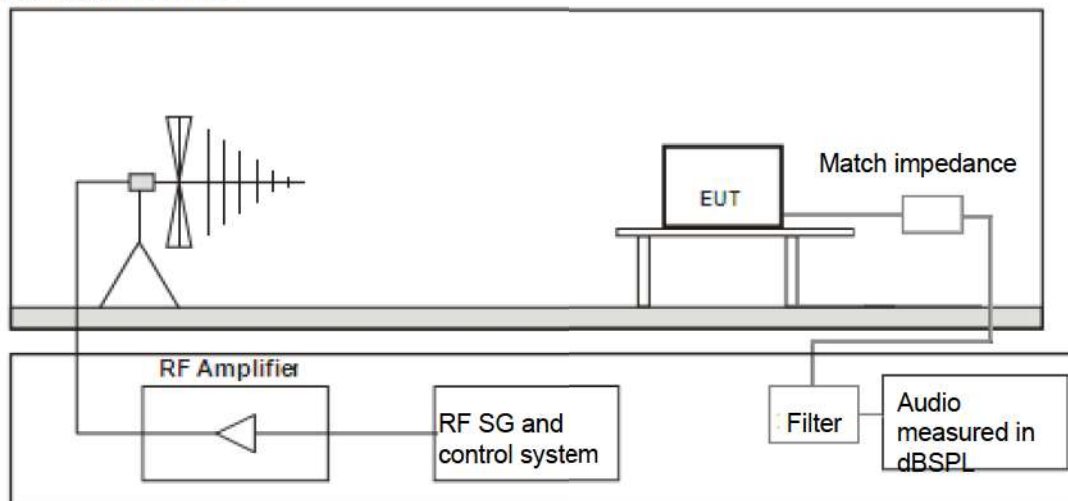 Match impedance
EUT
RF Amplifier
RF SG and
control system
Filter
Audio
measured in
dBSPL